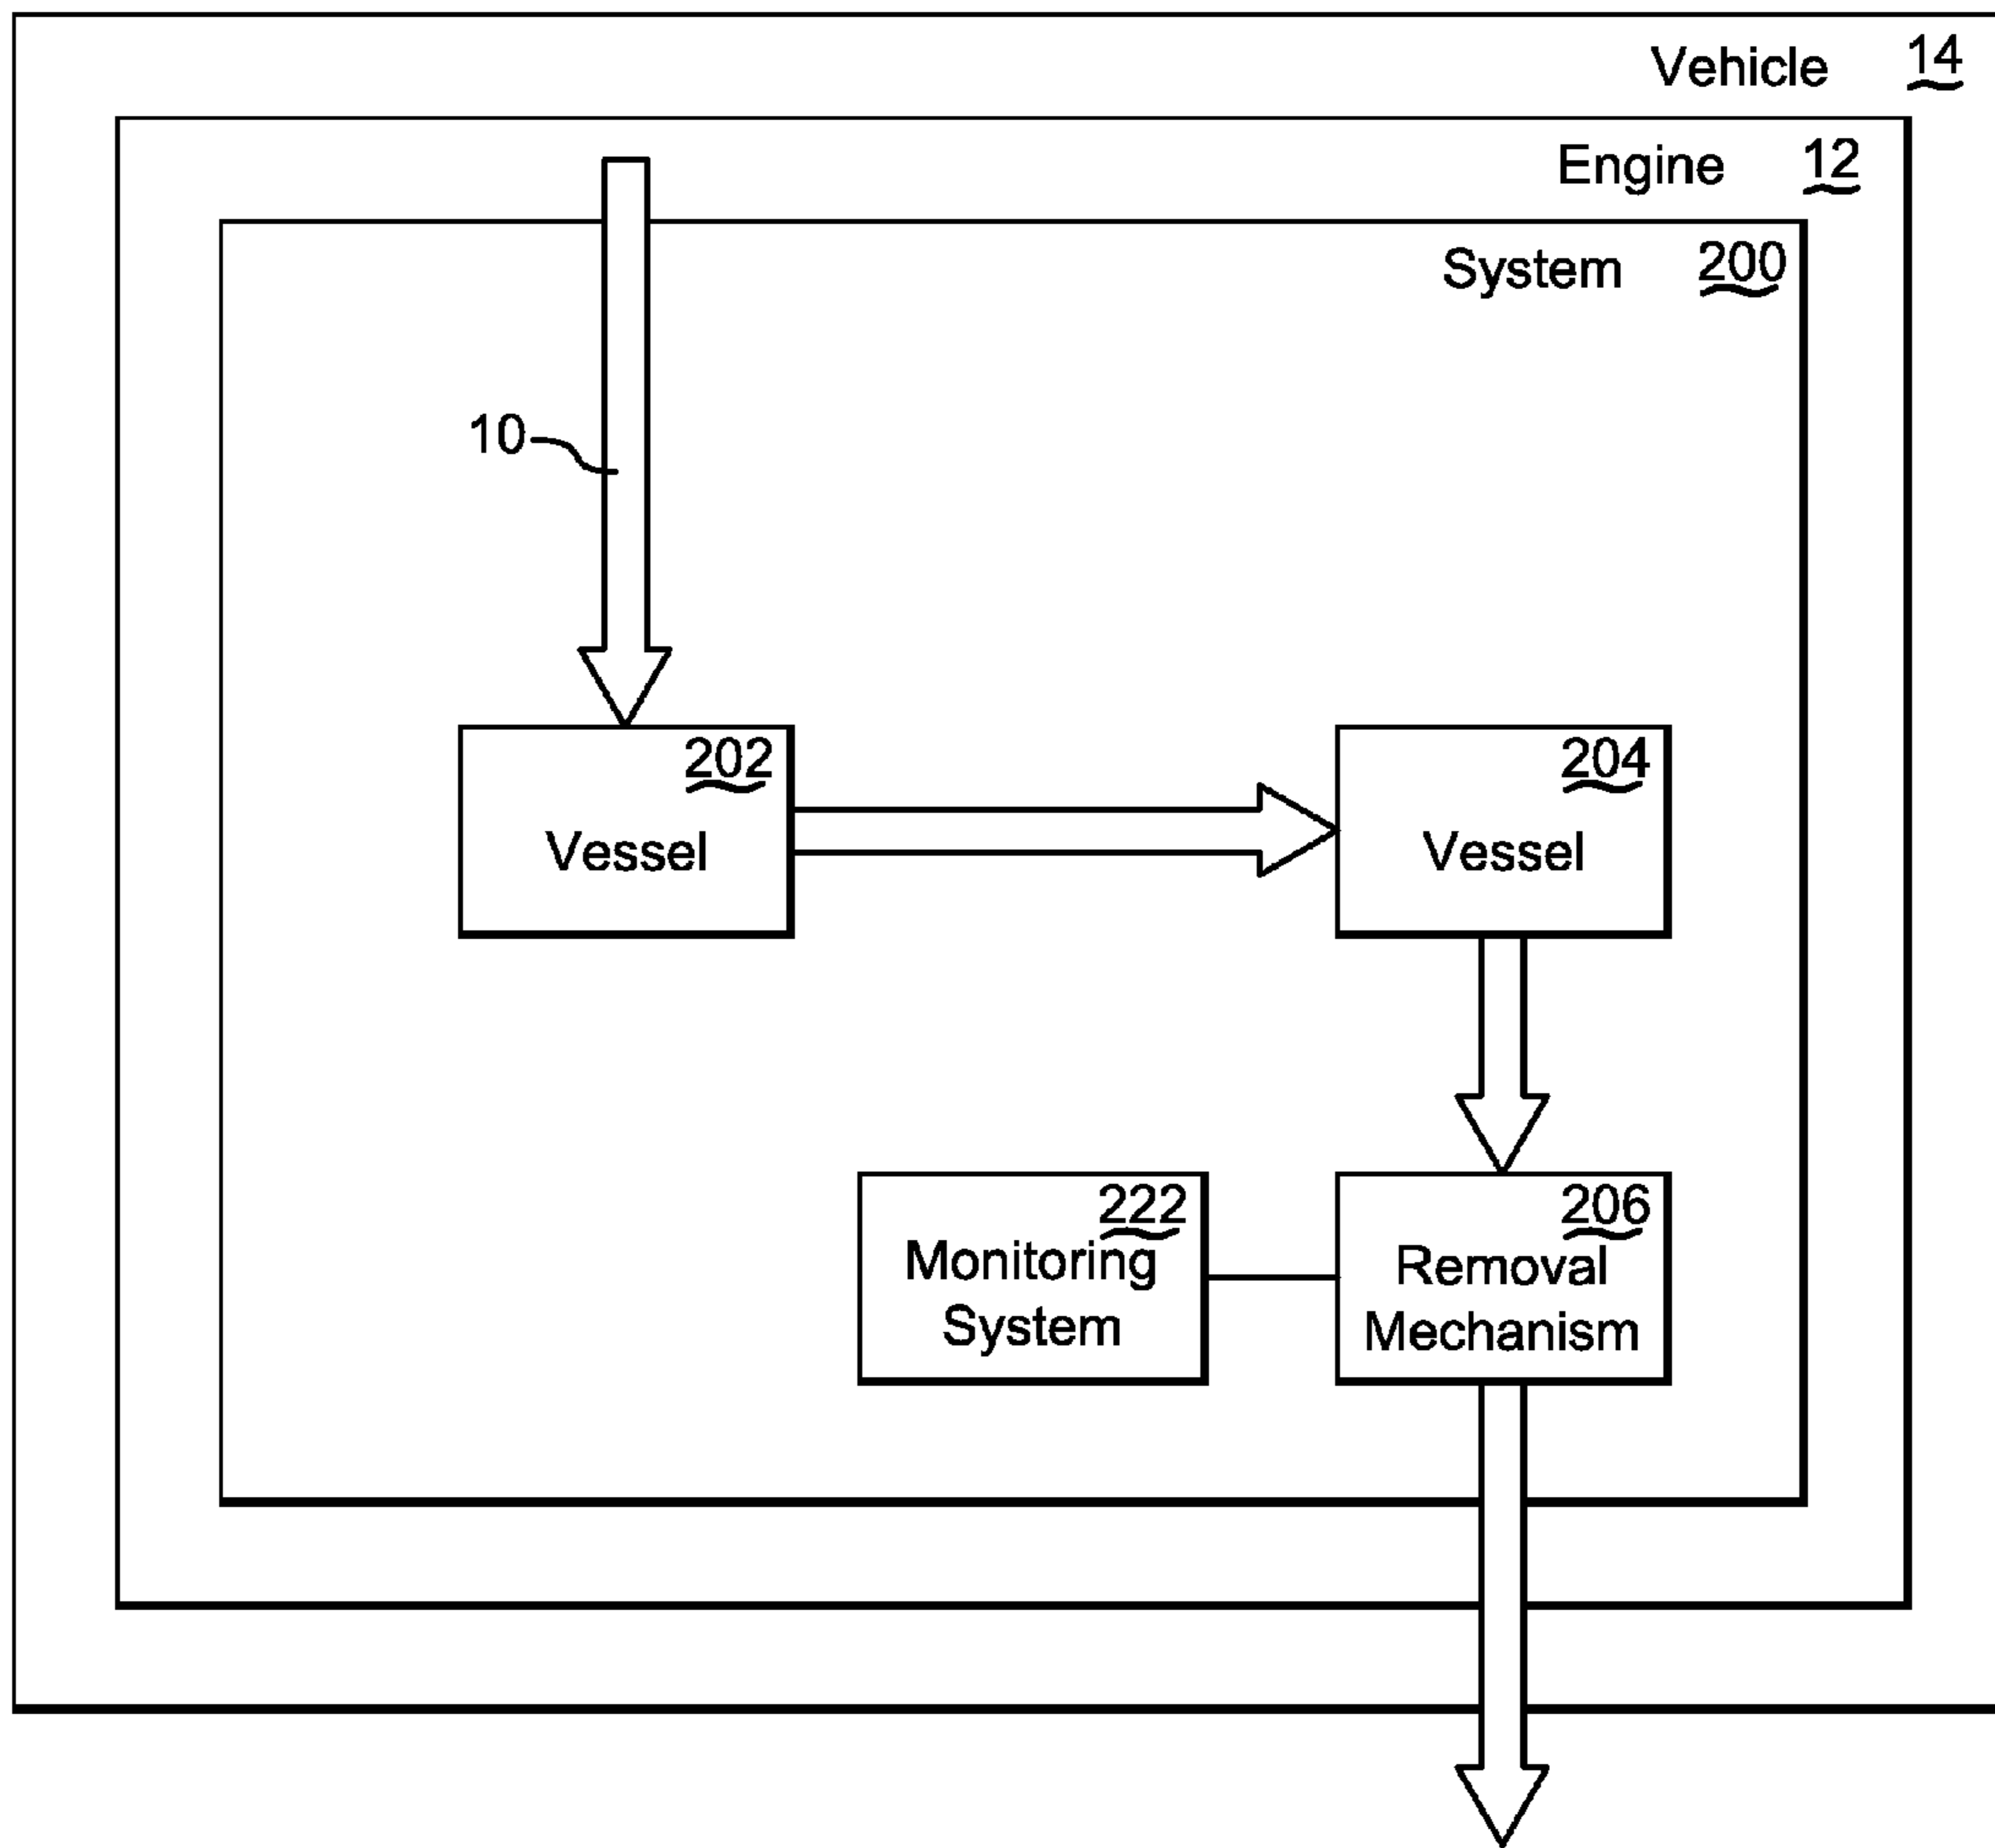 Vehicle 14
Engine 12
System 200
10
202
Vessel
204
Vessel
222
Monitoring
System
206
Removal
Mechanism